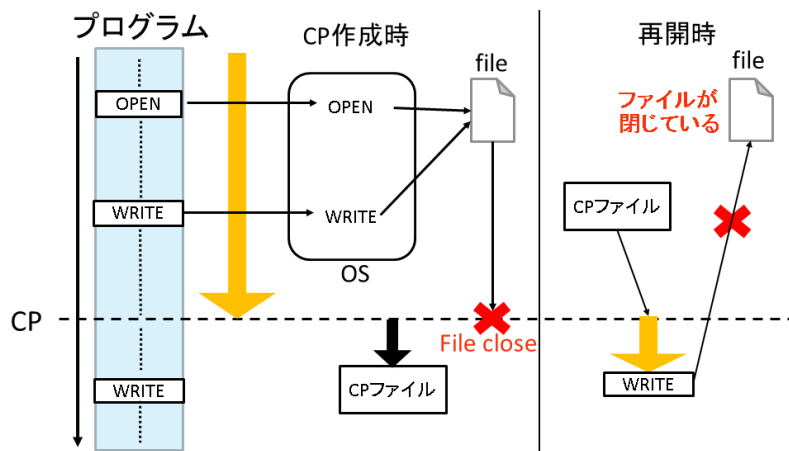 プログラム
CP作成時
再開時
file
file
OPEN
OPEN
ファイルが
閉じている
WRITE
WRITE
CPファイル
OS
CP
File close
CPファイル
WRITE
WRITE